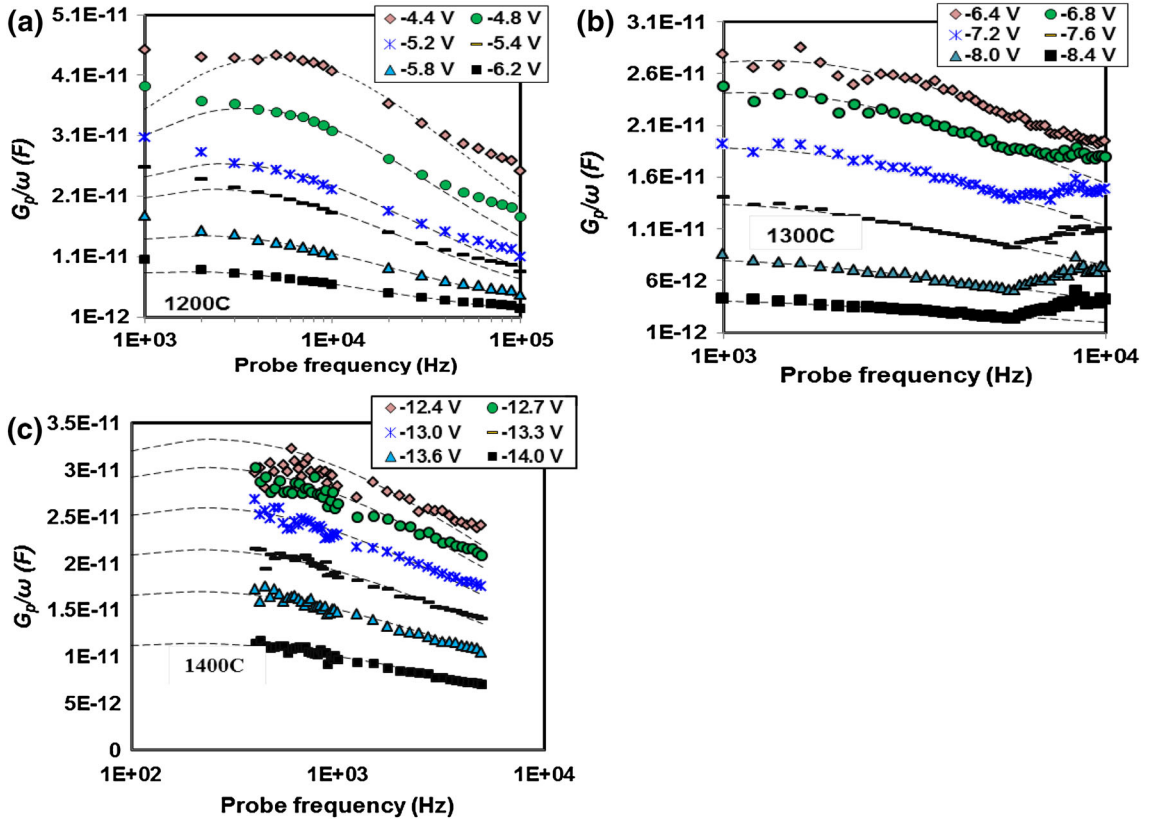 (a)
5.1E-11
4.1E-11
3.1E-11
2.1E-11
1.1E-11
1E-12
Gp/ω (F)
-4.4 V -4.8 V
-5.2 V -5.4 V
-5.8 V -6.2 V
1200C
1E+03 1E+04 1E+05
Probe frequency (Hz)
(b)
3.1E-11
2.6E-11
2.1E-11
1.6E-11
1.1E-11
6E-12
1E-12
Gp/ω (F)
-6.4 V -6.8 V
-7.2 V -7.6 V
-8.0 V -8.4 V
1300C
1E+03 1E+04
Probe frequency (Hz)
(c)
3.5E-11
3E-11
2.5E-11
2E-11
1.5E-11
1E-11
5E-12
0
Gp/ω (F)
-12.4 V -12.7 V
-13.0 V -13.3 V
-13.6 V -14.0 V
1400C
1E+02 1E+03 1E+04
Probe frequency (Hz)